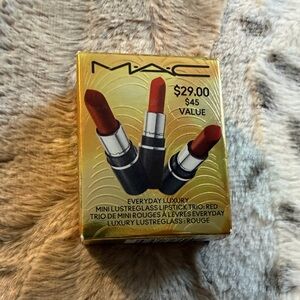 M·A·C
$29.00
$45
VALUE
EVERYDAY LUXURY
MINI LUSTREGLASS LIPSTICK TRIO: RED
TRIO DE MINI ROUGES À LÈVRES EVERYDAY
LUXURY LUSTREGLASS : ROUGE